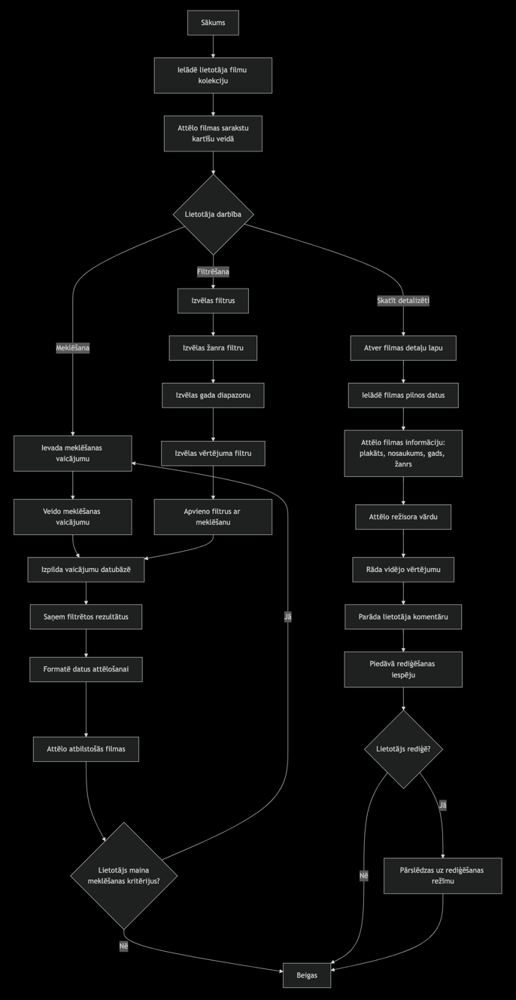 Sākums
Ielādē lietotāja filmu
kolekciju
Attēlo filmas sarakstu
kartīšu veidā
Lietotāja darbība
Filtrēšana
Izvēlas filtrus
Skatīt detalizēti
Meklēšana
Izvēlas žanra filtru
Atver filmas detaļu lapu
Izvēlas gada diapazonu
Ielādē filmas pilnos datus
Ievada meklēšanas
vaicājumu
Izvēlas vērtējuma filtru
Attēlo filmas informāciju:
plakāts, nosaukums, gads,
žanrs
Veido meklēšanas
vaicājumu
Apvieno filtrus ar
meklēšanu
Attēlo režisora vārdu
Izpilda vaicājumu datubāzē
Rāda vidējo vērtējumu
Saņem filtrētos rezultātus
Jā
Parāda lietotāja komentāru
Formatē datus attēlošanai
Piedāvā rediģēšanas
iespēju
Attēlo atbilstošās filmas
Lietotājs rediģē?
Jā
Lietotājs maina
meklēšanas kritērijus?
Nē
Pārslēdzas uz rediģēšanas
režīmu
Nē
Beigas